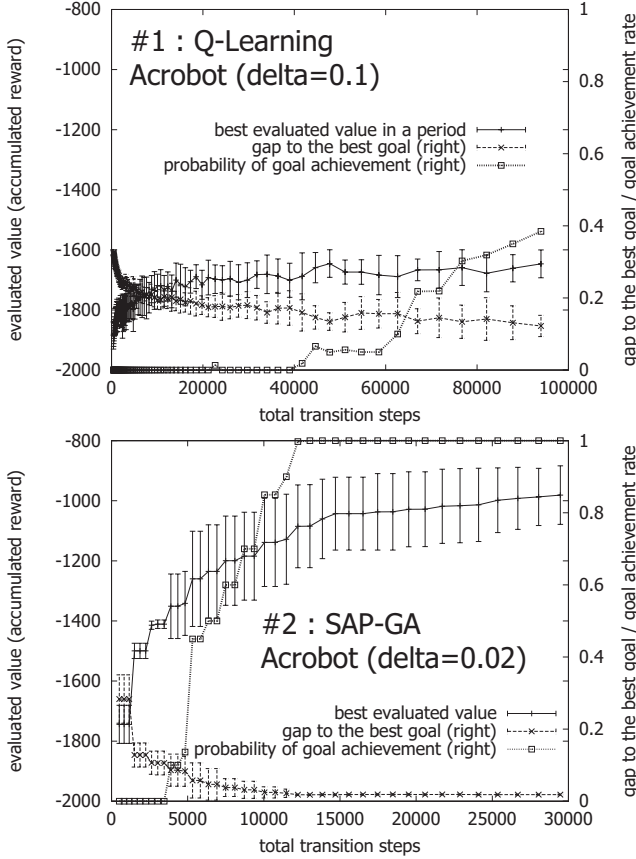 #1 : Q-Learning
Acrobot (delta=0.1)
best evaluated value in a period
gap to the best goal (right)
probability of goal achievement (right)
evaluated value (accumulated reward)
-800
-1000
-1200
-1400
-1600
-1800
-2000
1
0.8
0.6
0.4
0.2
0
gap to the best goal / goal achievement rate
0 20000 40000 60000 80000 100000
total transition steps
#2 : SAP-GA
Acrobot (delta=0.02)
best evaluated value
gap to the best goal (right)
probability of goal achievement (right)
evaluated value (accumulated reward)
-800
-1000
-1200
-1400
-1600
-1800
-2000
1
0.8
0.6
0.4
0.2
0
gap to the best goal / goal achievement rate
0 5000 10000 15000 20000 25000 30000
total transition steps